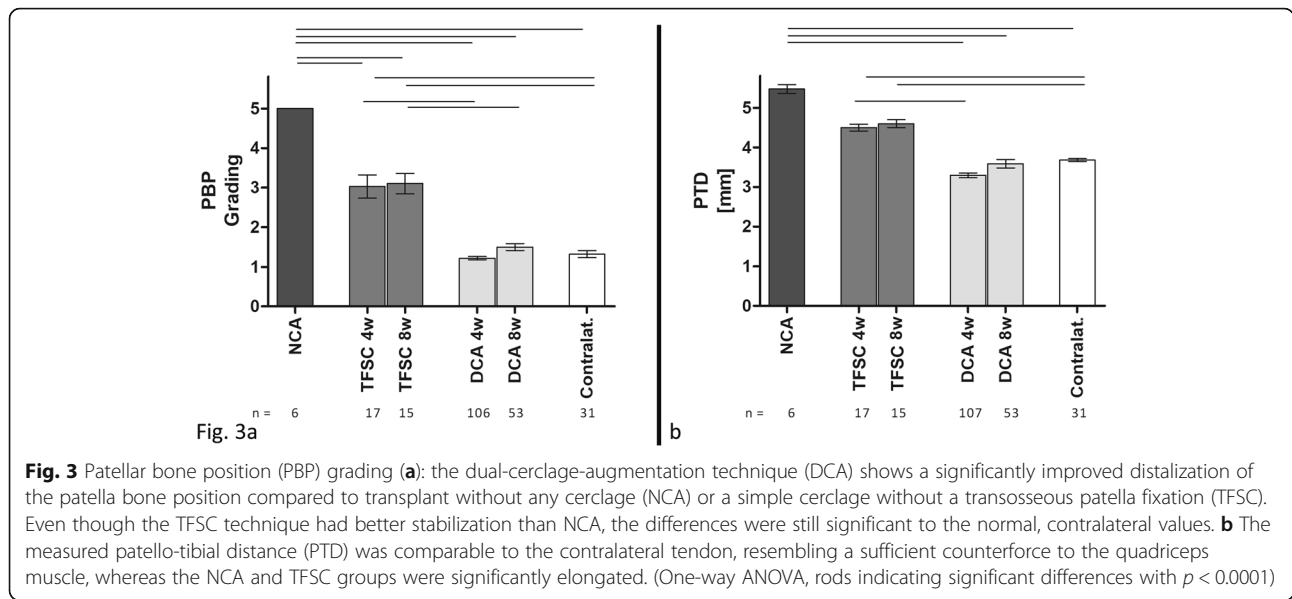 PBP
Grading
5
4
3
2
1
0
NCA
TFSC 4w
TFSC 8w
DCA 4w
DCA 8w
Contralat.
n = 6 17 15 106 53 31
Fig. 3a
PTD
[mm]
5
4
3
2
1
0
NCA
TFSC 4w
TFSC 8w
DCA 4w
DCA 8w
Contralat.
n = 6 17 15 107 53 31
b
Fig. 3 Patellar bone position (PBP) grading (a): the dual-cerclage-augmentation technique (DCA) shows a significantly improved distalization of
the patella bone position compared to transplant without any cerclage (NCA) or a simple cerclage without a transosseous patella fixation (TFSC).
Even though the TFSC technique had better stabilization than NCA, the differences were still significant to the normal, contralateral values. b The
measured patello-tibial distance (PTD) was comparable to the contralateral tendon, resembling a sufficient counterforce to the quadriceps
muscle, whereas the NCA and TFSC groups were significantly elongated. (One-way ANOVA, rods indicating significant differences with p < 0.0001)